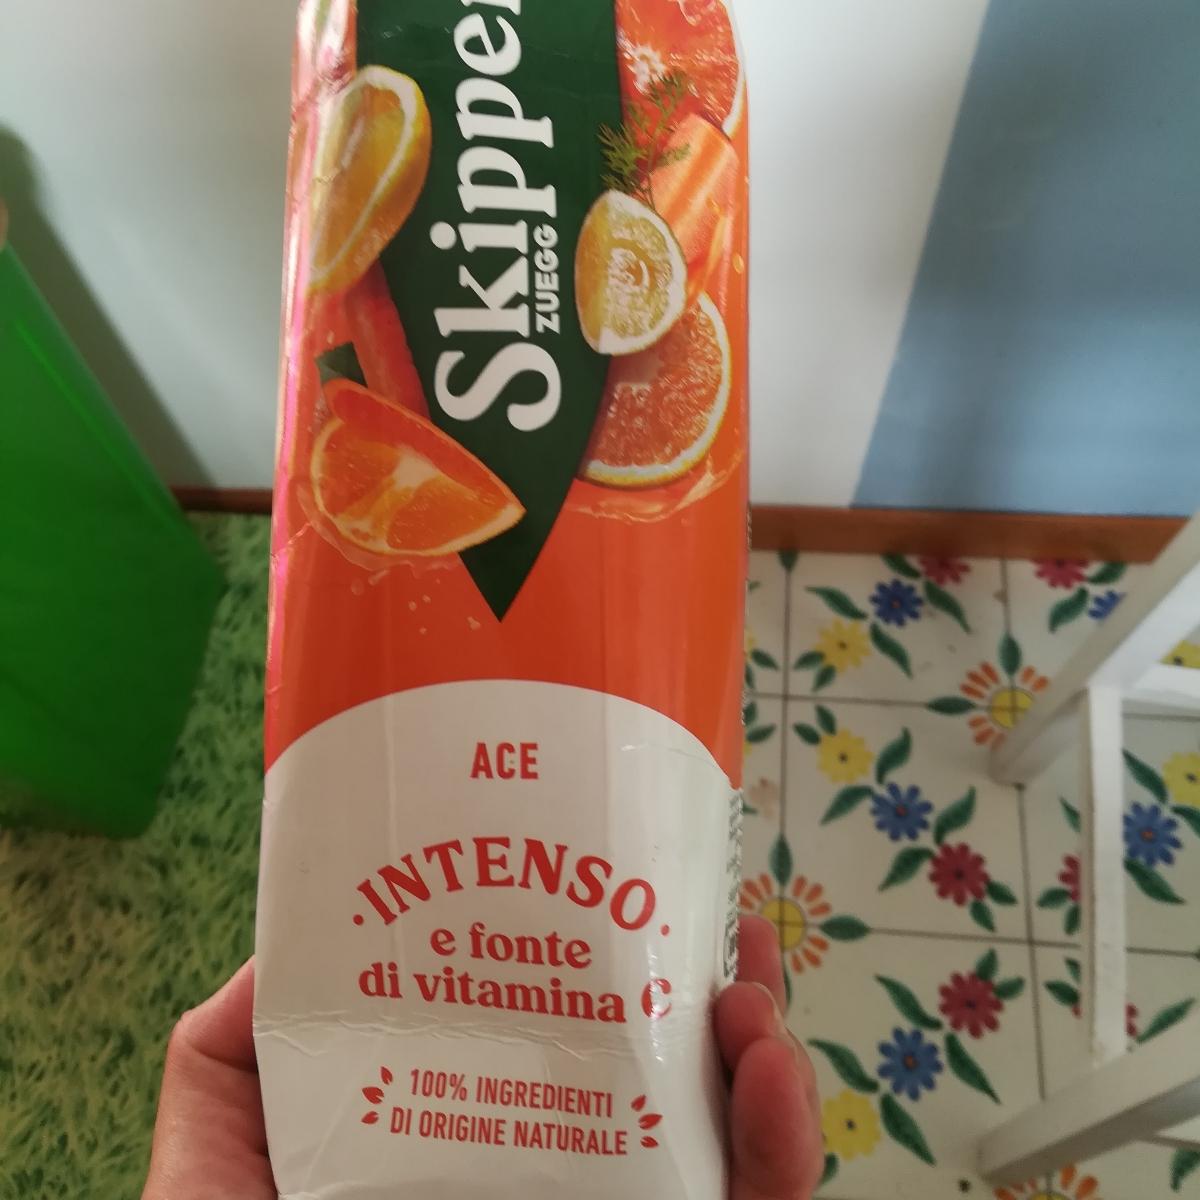 Skipper
ZUEGG
ACE
·INTENSO·
e fonte
di vitamina C
100% INGREDIENTI
DI ORIGINE NATURALE